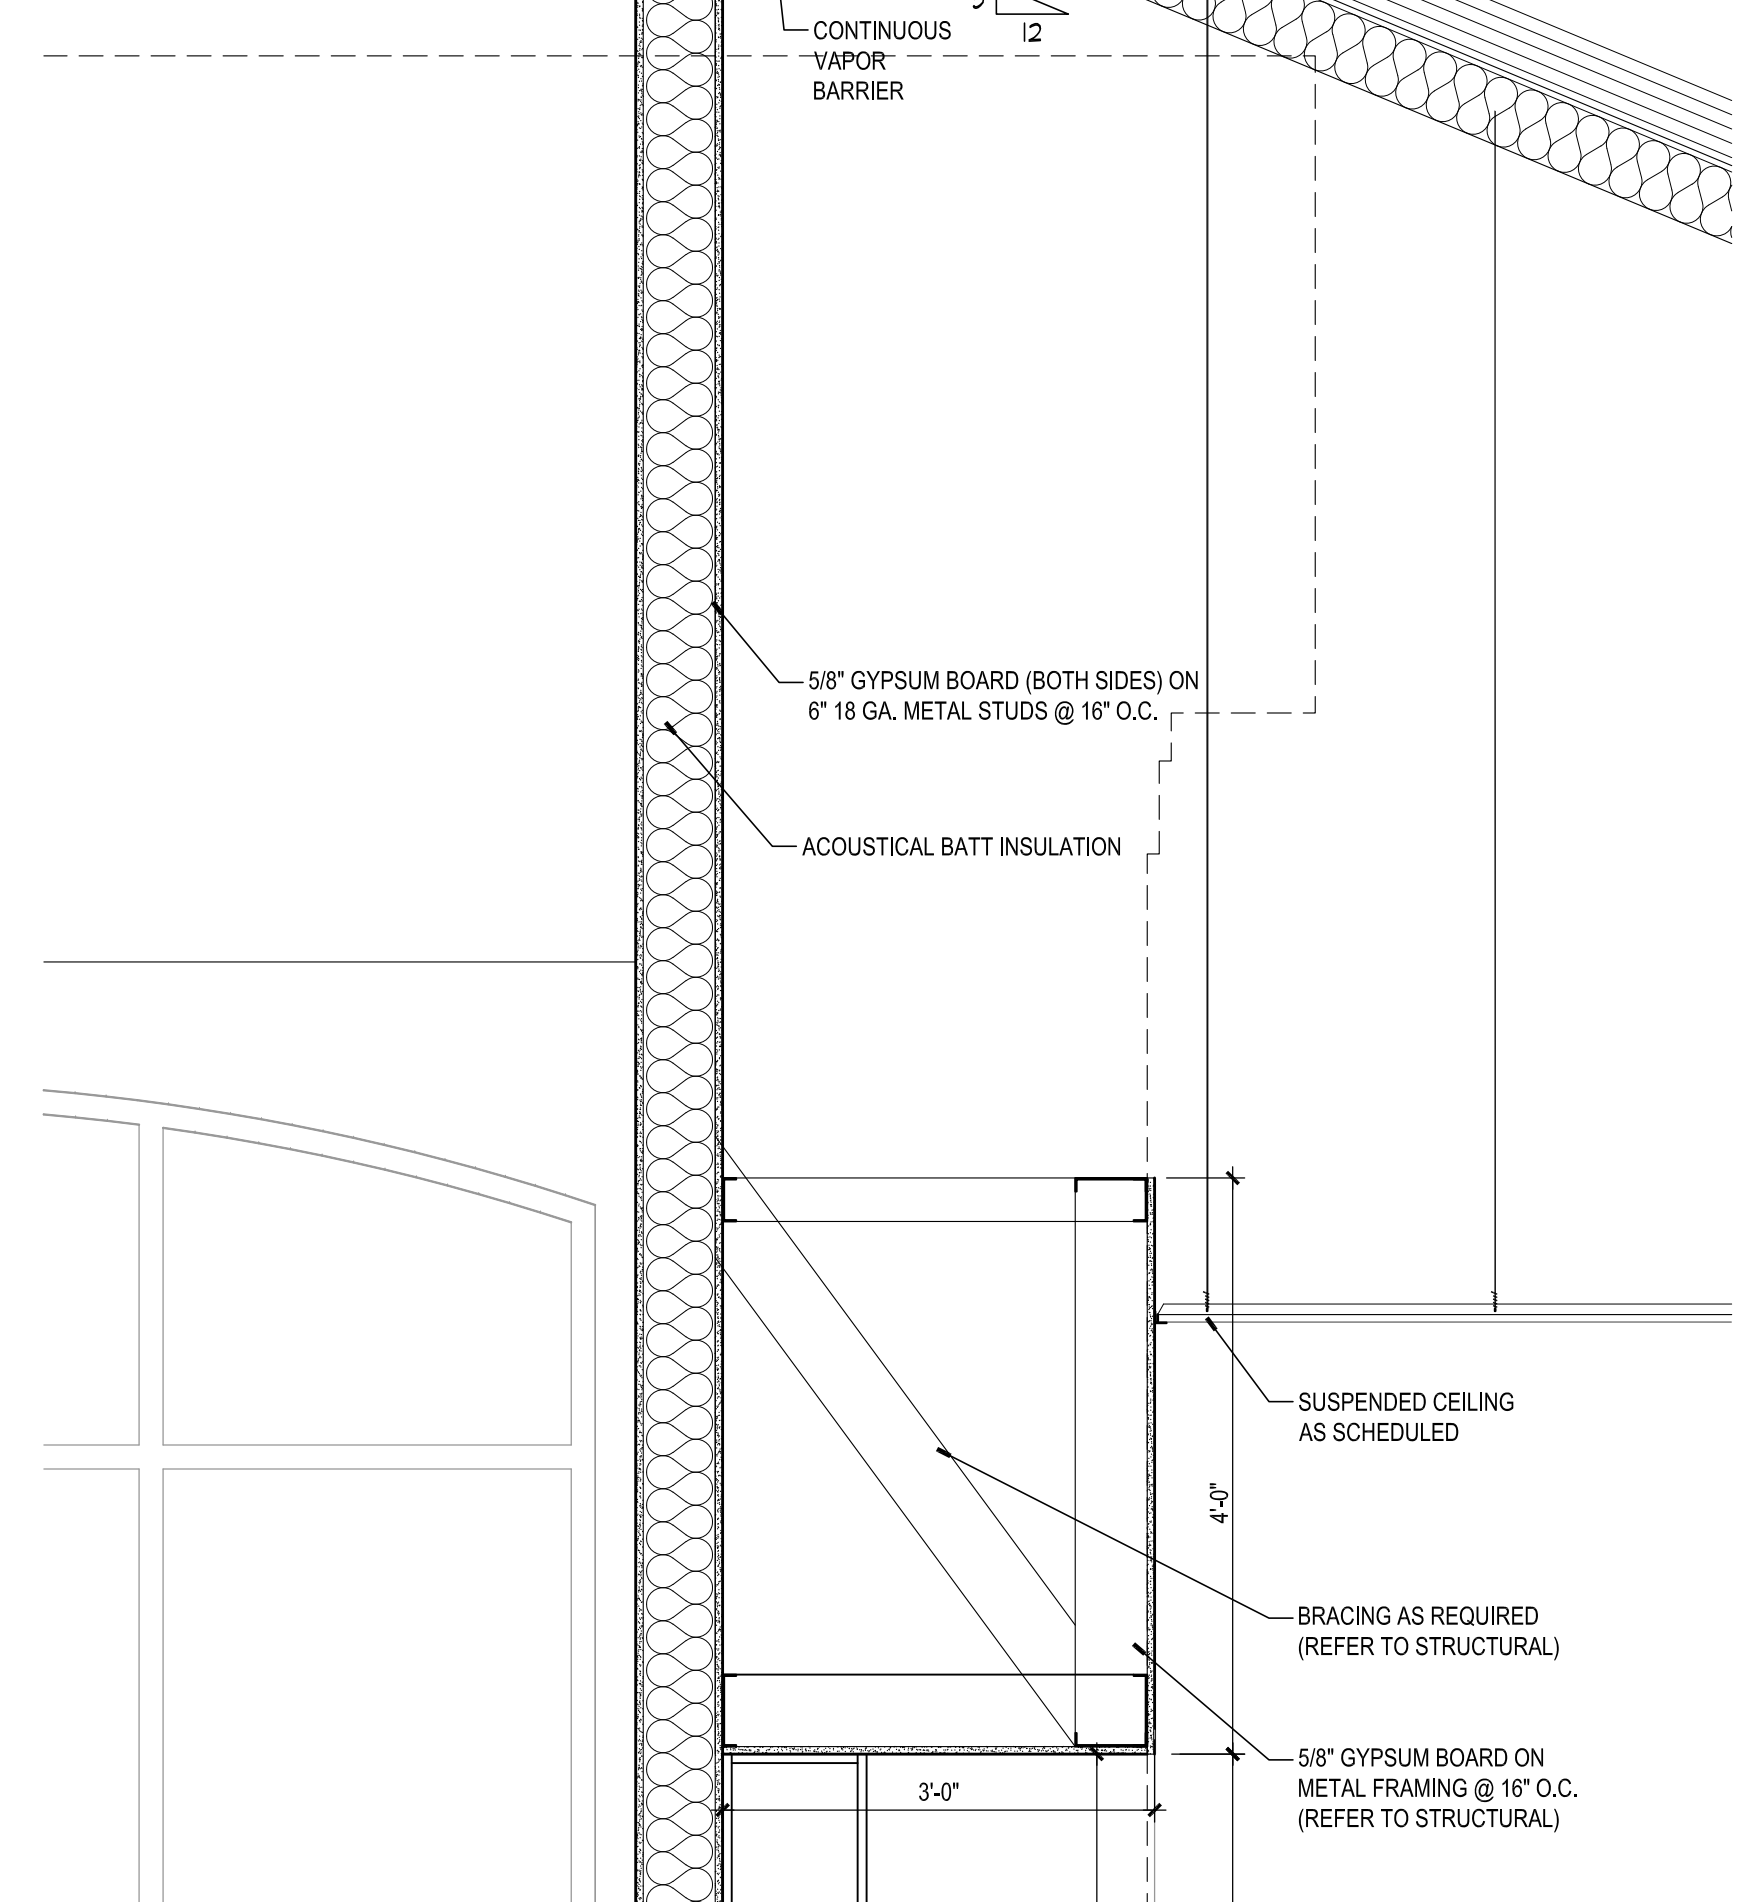 CONTINUOUS
VAPOR
BARRIER
12
5/8" GYPSUM BOARD (BOTH SIDES) ON
6" 18 GA. METAL STUDS @ 16" O.C.
ACOUSTICAL BATT INSULATION
SUSPENDED CEILING
AS SCHEDULED
4'-0"
BRACING AS REQUIRED
(REFER TO STRUCTURAL)
5/8" GYPSUM BOARD ON
METAL FRAMING @ 16" O.C.
(REFER TO STRUCTURAL)
3'-0"